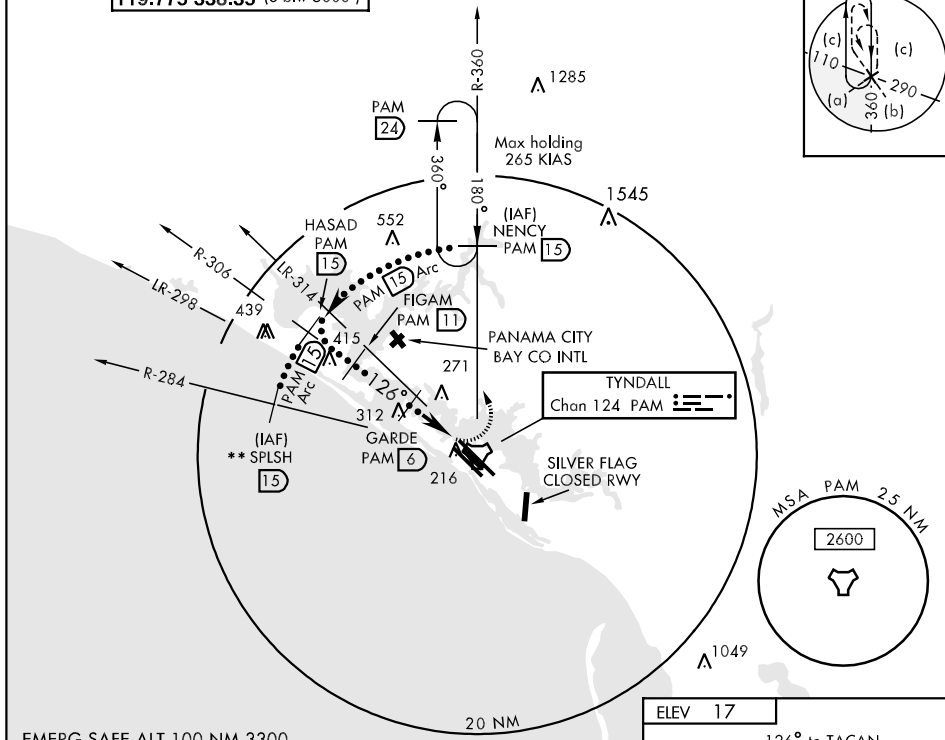 119.775 338.35
R-360
1285
PAM
24
Max holding
265 KIAS
360°
180°
1545
(IAF)
NENCY
PAM 15
HASAD
PAM
15
552
R-306
LR-314
LR-298
439
PAM 15 Arc
FIGAM
PAM 11
415
PAM 15 Arc
126°
PANAMA CITY
BAY CO INTL
271
R-284
312
TYNDALL
Chan 124 PAM
(IAF)
** SPLSH
15
GARDE
PAM 6
216
SILVER FLAG
CLOSED RWY
MSA PAM 25 NM
2600
1049
20 NM
(c)
(c)
110
290
(a)
360
(b)
ELEV 17
EMERG SAFE ALT 100 NM 3300
126° to TACAN